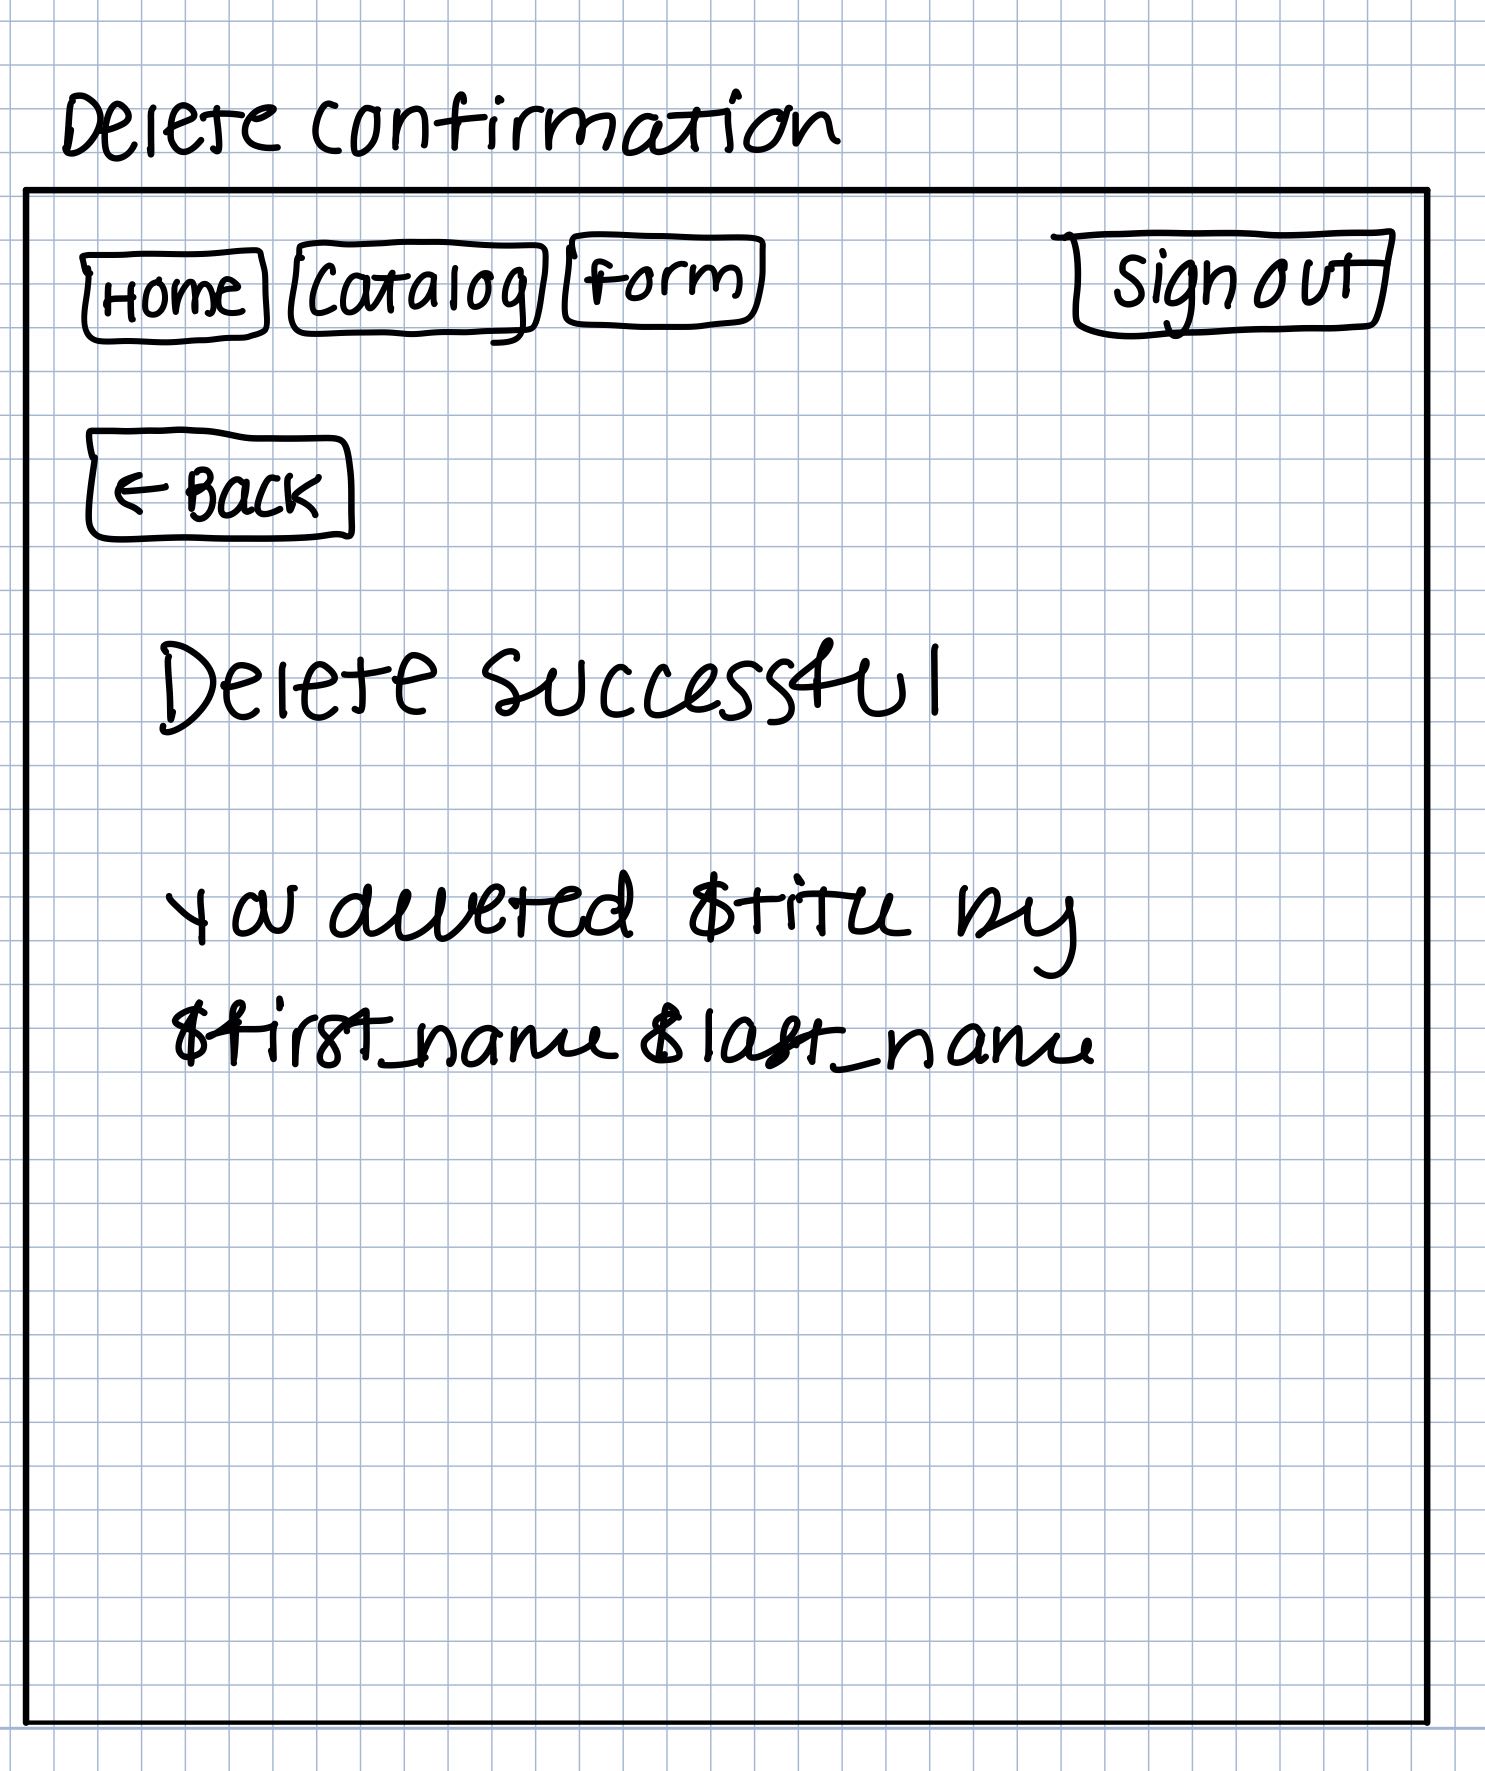 Delete confirmation
Home Catalog form Sign out
← Back
Delete Successful
You deleted $title by
$first_name $last_name